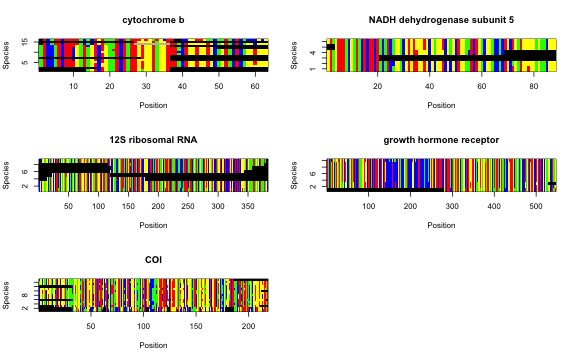 cytochrome b
NADH dehydrogenase subunit 5
Species
5
15
10
20
30
40
50
60
Position
Species
1
4
20
40
60
80
Position
12S ribosomal RNA
growth hormone receptor
Species
2
6
50
100
150
200
250
300
350
Position
Species
2
6
100
200
300
400
500
Position
COI
Species
2
8
50
100
150
200
Position